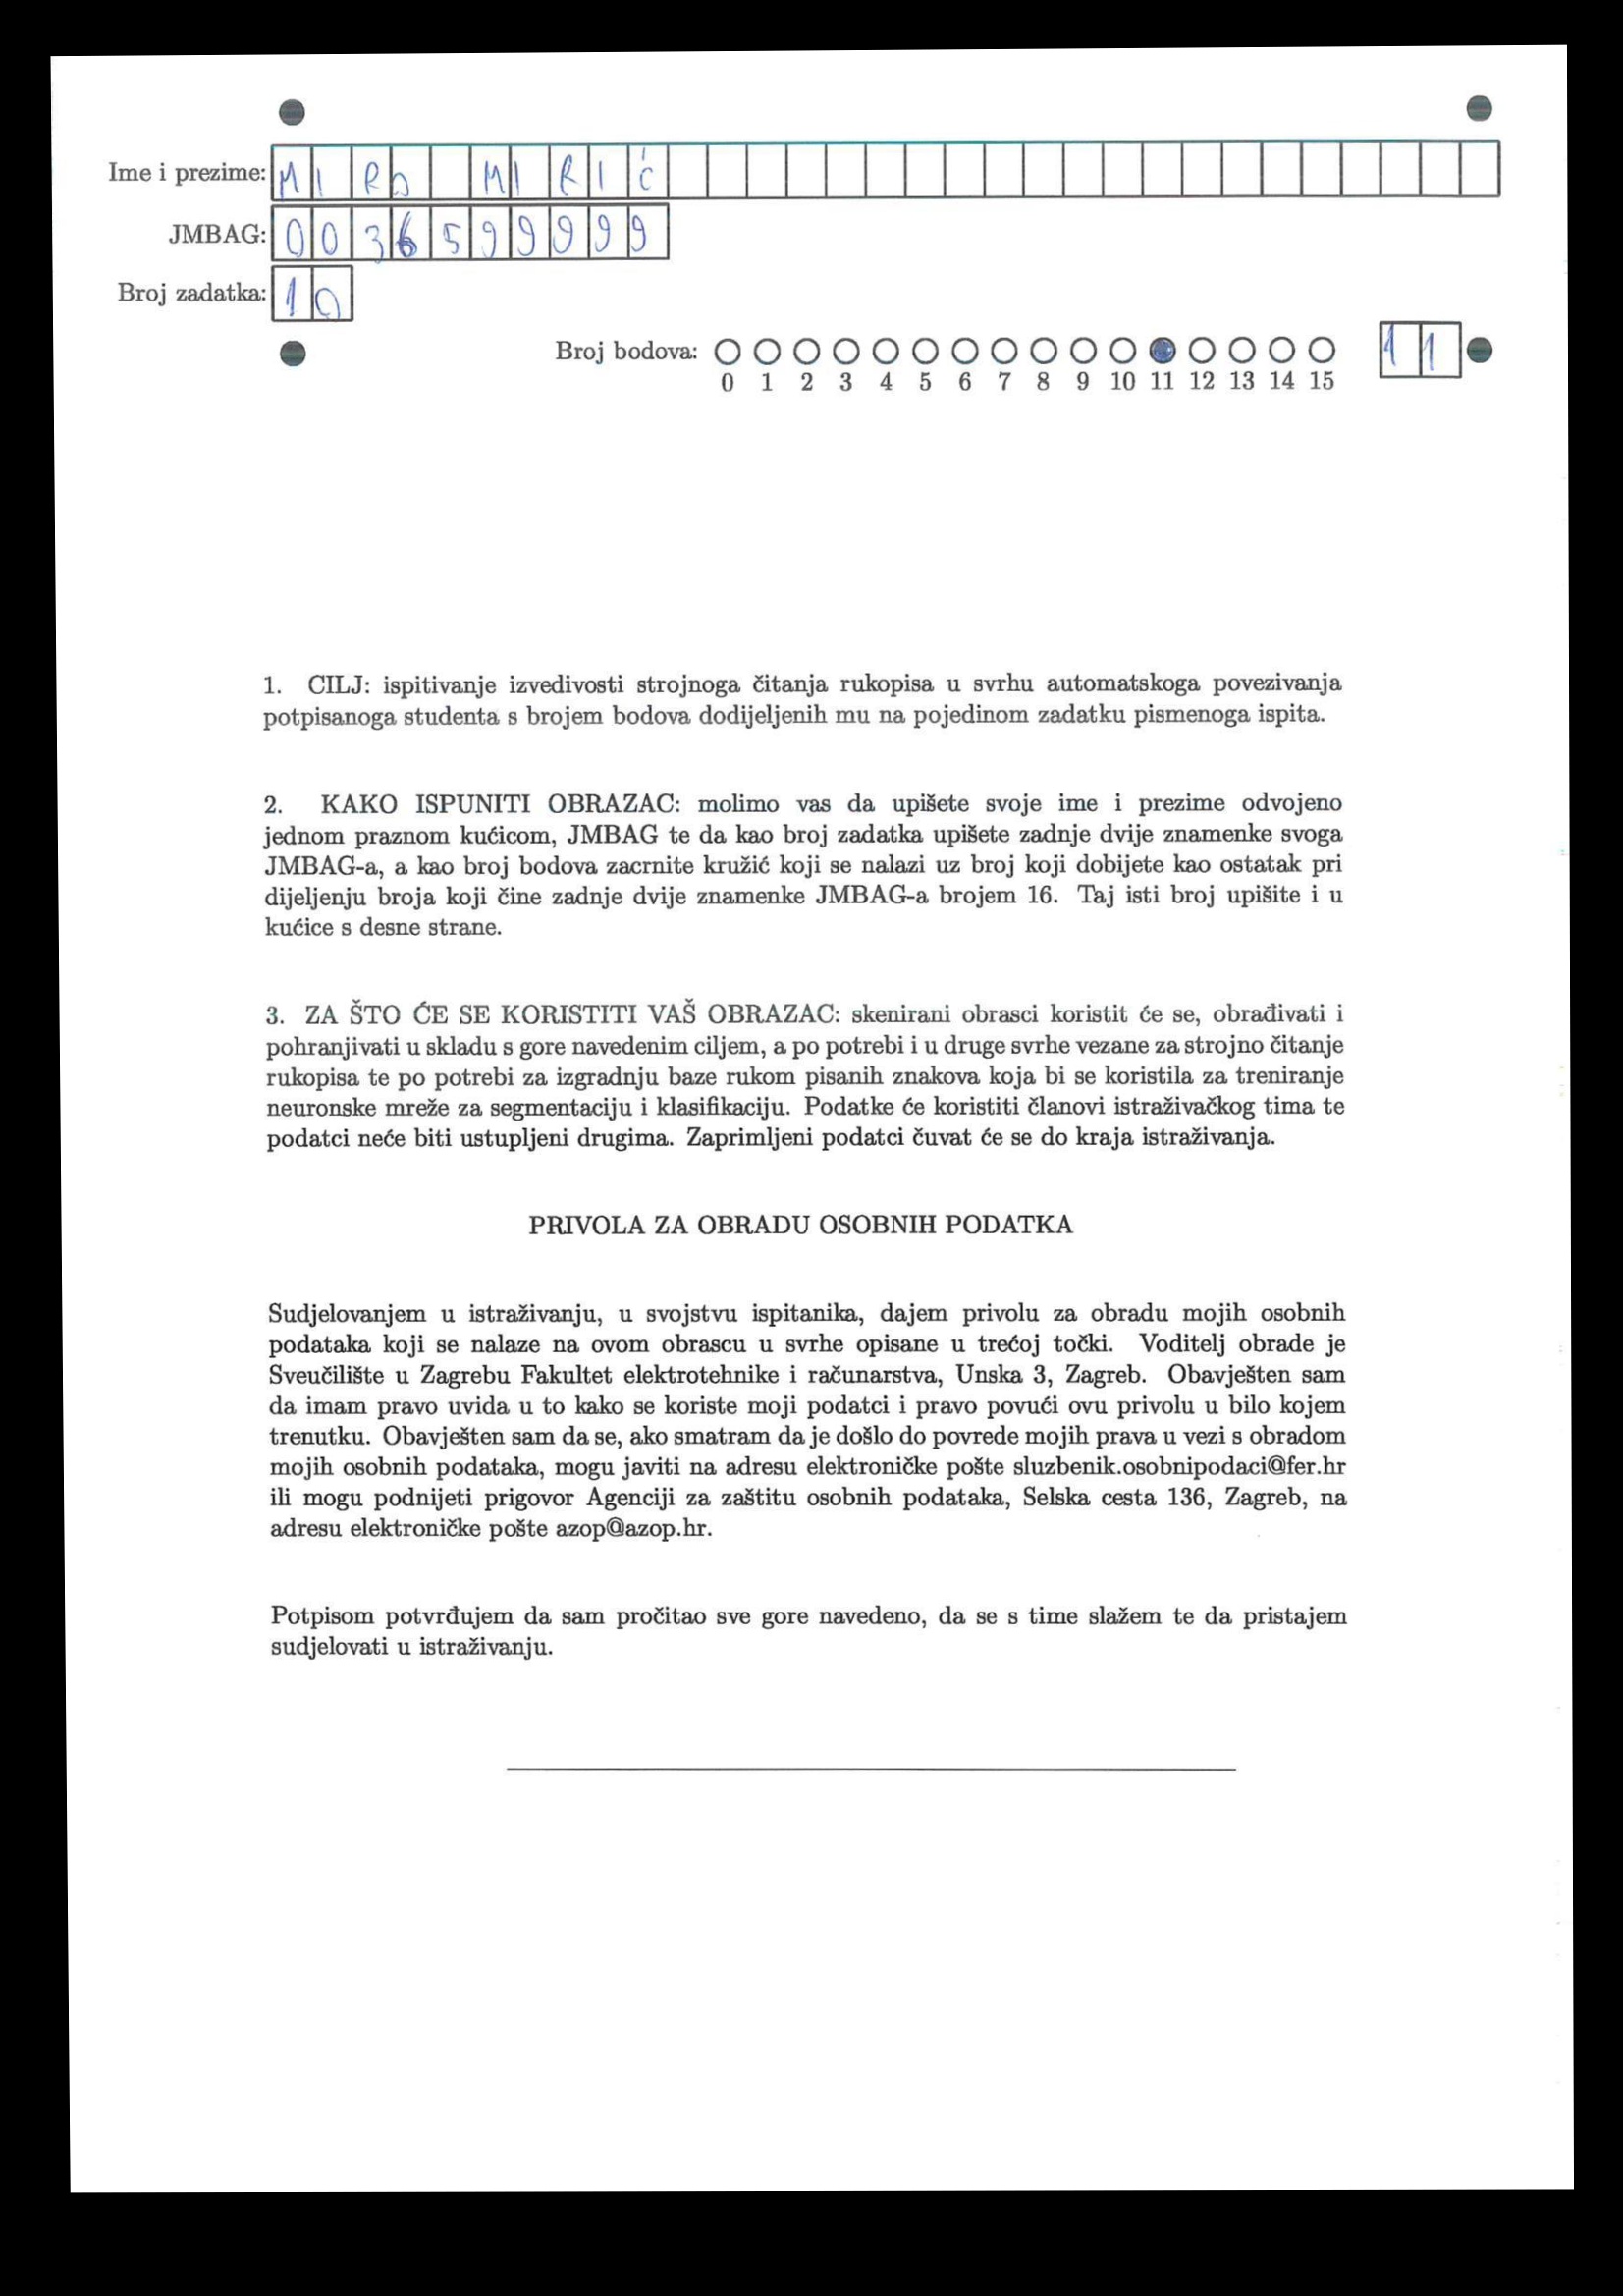 Ime i prezime: MIRO MIRIĆ
JMBAG: 0036599999
Broj zadatka: 10
Broj bodova: 11
0 1 2 3 4 5 6 7 8 9 10 11 12 13 14 15
1. CILJ: ispitivanje izvedivosti strojnoga čitanja rukopisa u svrhu automatskoga povezivanja
potpisanoga studenta s brojem bodova dodijeljenih mu na pojedinom zadatku pismenoga ispita.
2. KAKO ISPUNITI OBRAZAC: molimo vas da upišete svoje ime i prezime odvojeno
jednom praznom kućicom, JMBAG te da kao broj zadatka upišete zadnje dvije znamenke svoga
JMBAG-a, a kao broj bodova zacrnite kružić koji se nalazi uz broj koji dobijete kao ostatak pri
dijeljenju broja koji čine zadnje dvije znamenke JMBAG-a brojem 16. Taj isti broj upišite i u
kućice s desne strane.
3. ZA ŠTO ĆE SE KORISTITI VAŠ OBRAZAC: skenirani obrasci koristit će se, obrađivati i
pohranjivati u skladu s gore navedenim ciljem, a po potrebi i u druge svrhe vezane za strojno čitanje
rukopisa te po potrebi za izgradnju baze rukom pisanih znakova koja bi se koristila za treniranje
neuronske mreže za segmentaciju i klasifikaciju. Podatke će koristiti članovi istraživačkog tima te
podatci neće biti ustupljeni drugima. Zaprimljeni podatci čuvat će se do kraja istraživanja.
PRIVOLA ZA OBRADU OSOBNIH PODATKA
Sudjelovanjem u istraživanju, u svojstvu ispitanika, dajem privolu za obradu mojih osobnih
podataka koji se nalaze na ovom obrascu u svrhe opisane u trećoj točki. Voditelj obrade je
Sveučilište u Zagrebu Fakultet elektrotehnike i računarstva, Unska 3, Zagreb. Obavješten sam
da imam pravo uvida u to kako se koriste moji podatci i pravo povući ovu privolu u bilo kojem
trenutku. Obavješten sam da se, ako smatram da je došlo do povrede mojih prava u vezi s obradom
mojih osobnih podataka, mogu javiti na adresu elektroničke pošte sluzbenik.osobnipodaci@fer.hr
ili mogu podnijeti prigovor Agenciji za zaštitu osobnih podataka, Selska cesta 136, Zagreb, na
adresu elektroničke pošte azop@azop.hr.
Potpisom potvrđujem da sam pročitao sve gore navedeno, da se s time slažem te da pristajem
sudjelovati u istraživanju.